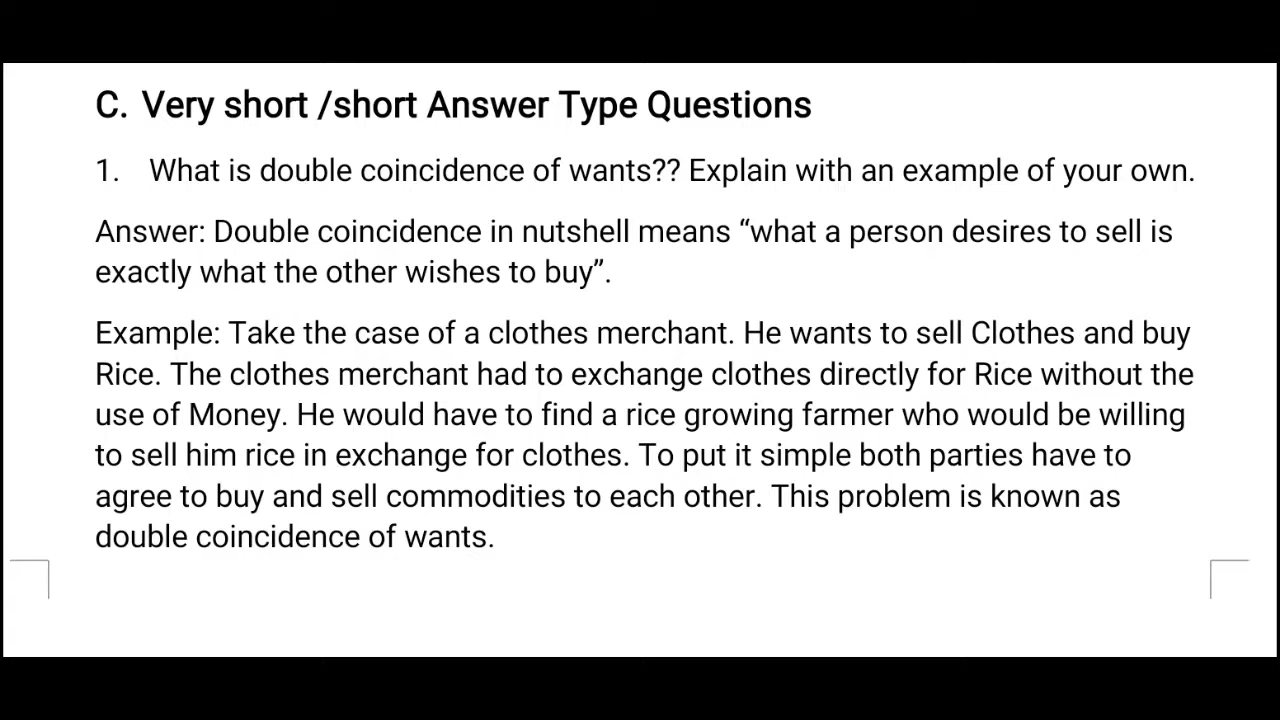 C. Very short /short Answer Type Questions
1. What is double coincidence of wants?? Explain with an example of your own.
Answer: Double coincidence in nutshell means “what a person desires to sell is
exactly what the other wishes to buy”.
Example: Take the case of a clothes merchant. He wants to sell Clothes and buy
Rice. The clothes merchant had to exchange clothes directly for Rice without the
use of Money. He would have to find a rice growing farmer who would be willing
to sell him rice in exchange for clothes. To put it simple both parties have to
agree to buy and sell commodities to each other. This problem is known as
double coincidence of wants.